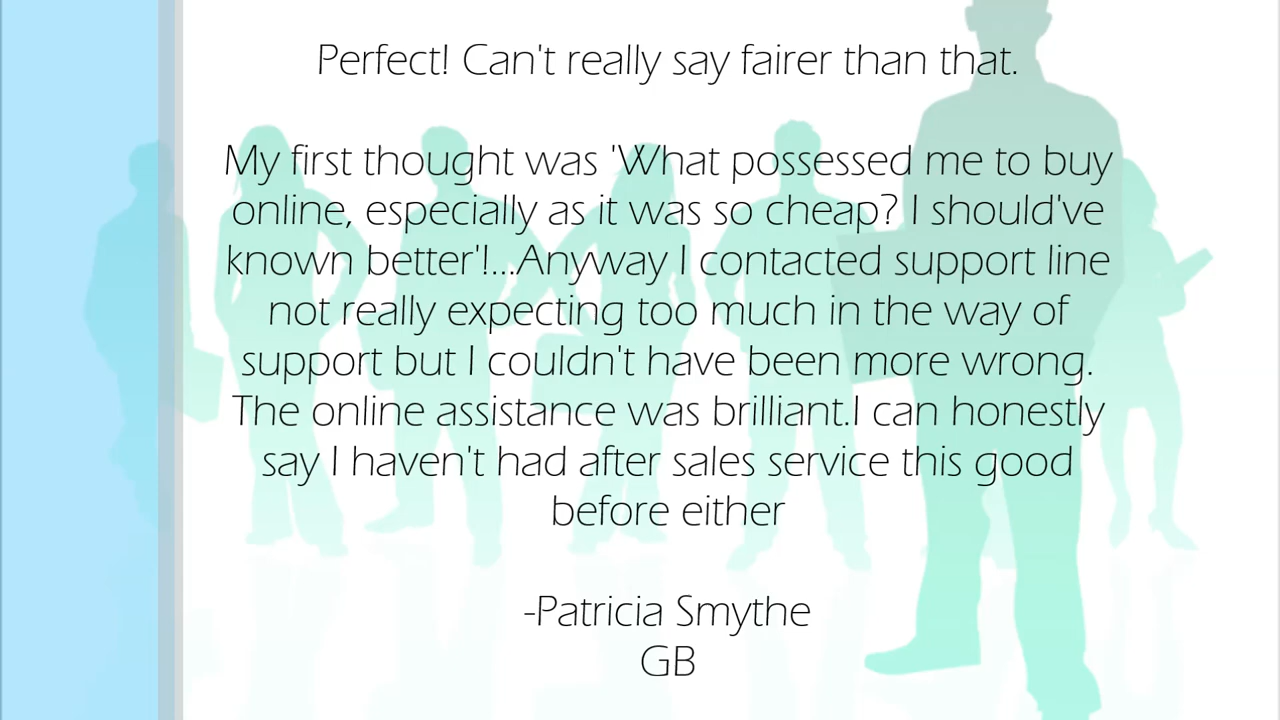 Perfect! Can't really say fairer than that.
My first thought was 'What possessed me to buy
online, especially as it was so cheap? I should've
known better'!...Anyway I contacted support line
not really expecting too much in the way of
support but I couldn't have been more wrong.
The online assistance was brilliant.I can honestly
say I haven't had after sales service this good
before either
-Patricia Smythe
GB